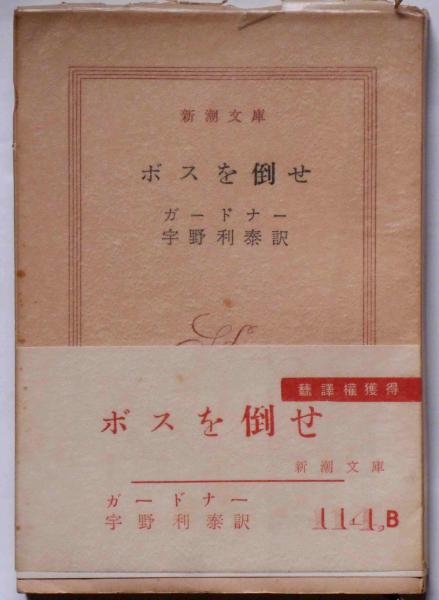 新潮文庫
ボスを倒せ
ガードナー
宇野利泰訳
飜譯權獲得
ボスを倒せ
新潮文庫
ガードナー
宇野利泰訳
114,B